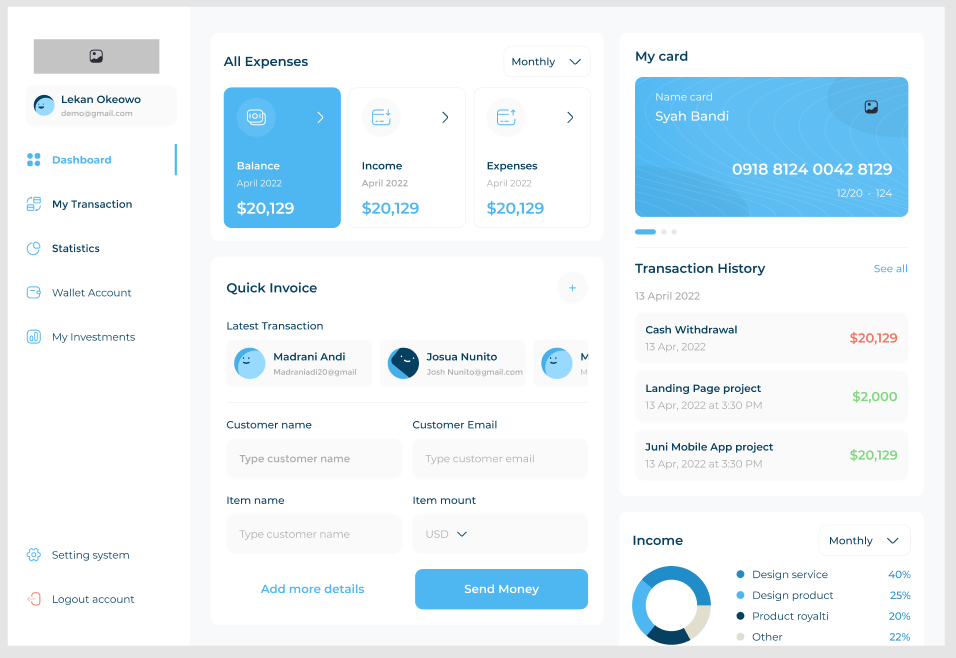 Lekan Okeowo
demo@gmail.com
Dashboard
My Transaction
Statistics
Wallet Account
My Investments
Setting system
Logout account
All Expenses
Monthly
Balance
April 2022
$20,129
Income
April 2022
$20,129
Expenses
April 2022
$20,129
Quick Invoice
+
Latest Transaction
Madrani Andi
Madraniadi20@gmail
Josua Nunito
Josh Nunito@gmail.com
M
M
Customer name
Customer Email
Type customer name
Type customer email
Item name
Item mount
Type customer name
USD
Add more details
Send Money
My card
Name card
Syah Bandi
0918 8124 0042 8129
12/20 - 124
Transaction History
See all
13 April 2022
Cash Withdrawal
13 Apr, 2022
$20,129
Landing Page project
13 Apr, 2022 at 3:30 PM
$2,000
Juni Mobile App project
13 Apr, 2022 at 3:30 PM
$20,129
Income
Monthly
Design service 40%
Design product 25%
Product royalti 20%
Other 22%